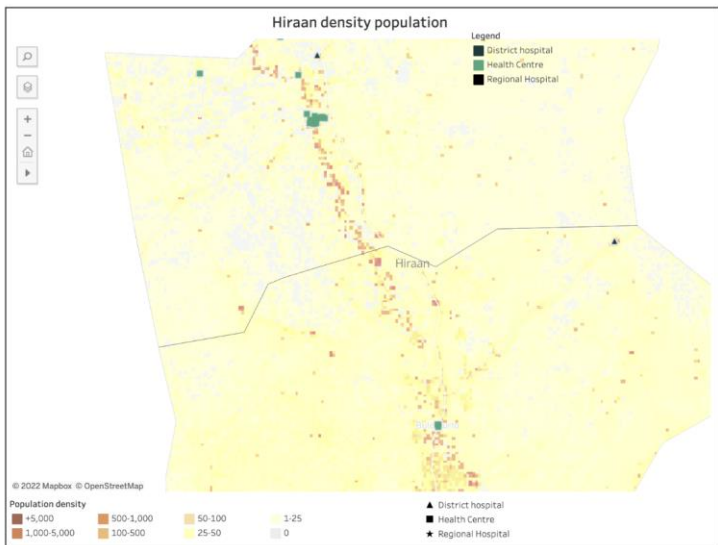 Hiraan density population
Legend
District hospital
Health Centre
Regional Hospital
Hiraan
© 2022 Mapbox © OpenStreetMap
Population density
+5,000
500-1,000
50-100
1-25
1,000-5,000
100-500
25-50
0
District hospital
Health Centre
Regional Hospital